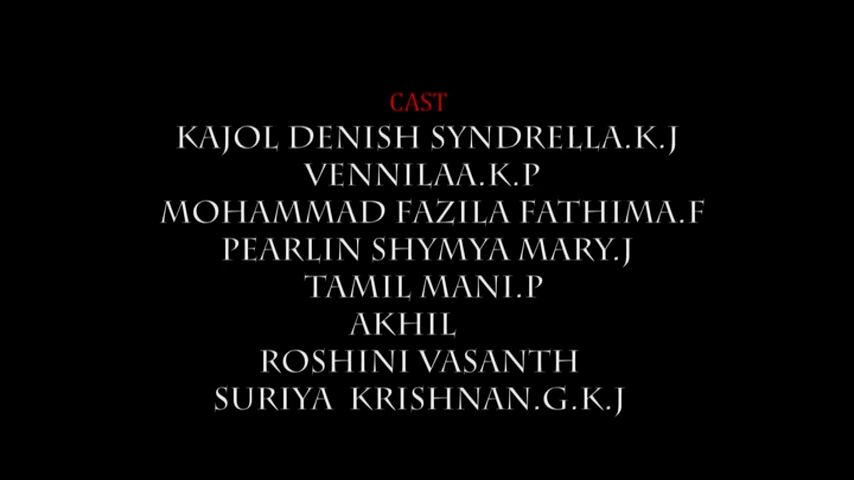 CAST
KAJOL DENISH SYNDRELLA.K.J
VENNILAA.K.P
MOHAMMAD FAZILA FATHIMA.F
PEARLIN SHYMYA MARY.J
TAMIL MANI.P
AKHIL
ROSHINI VASANTH
SURIYA KRISHNAN.G.K.J